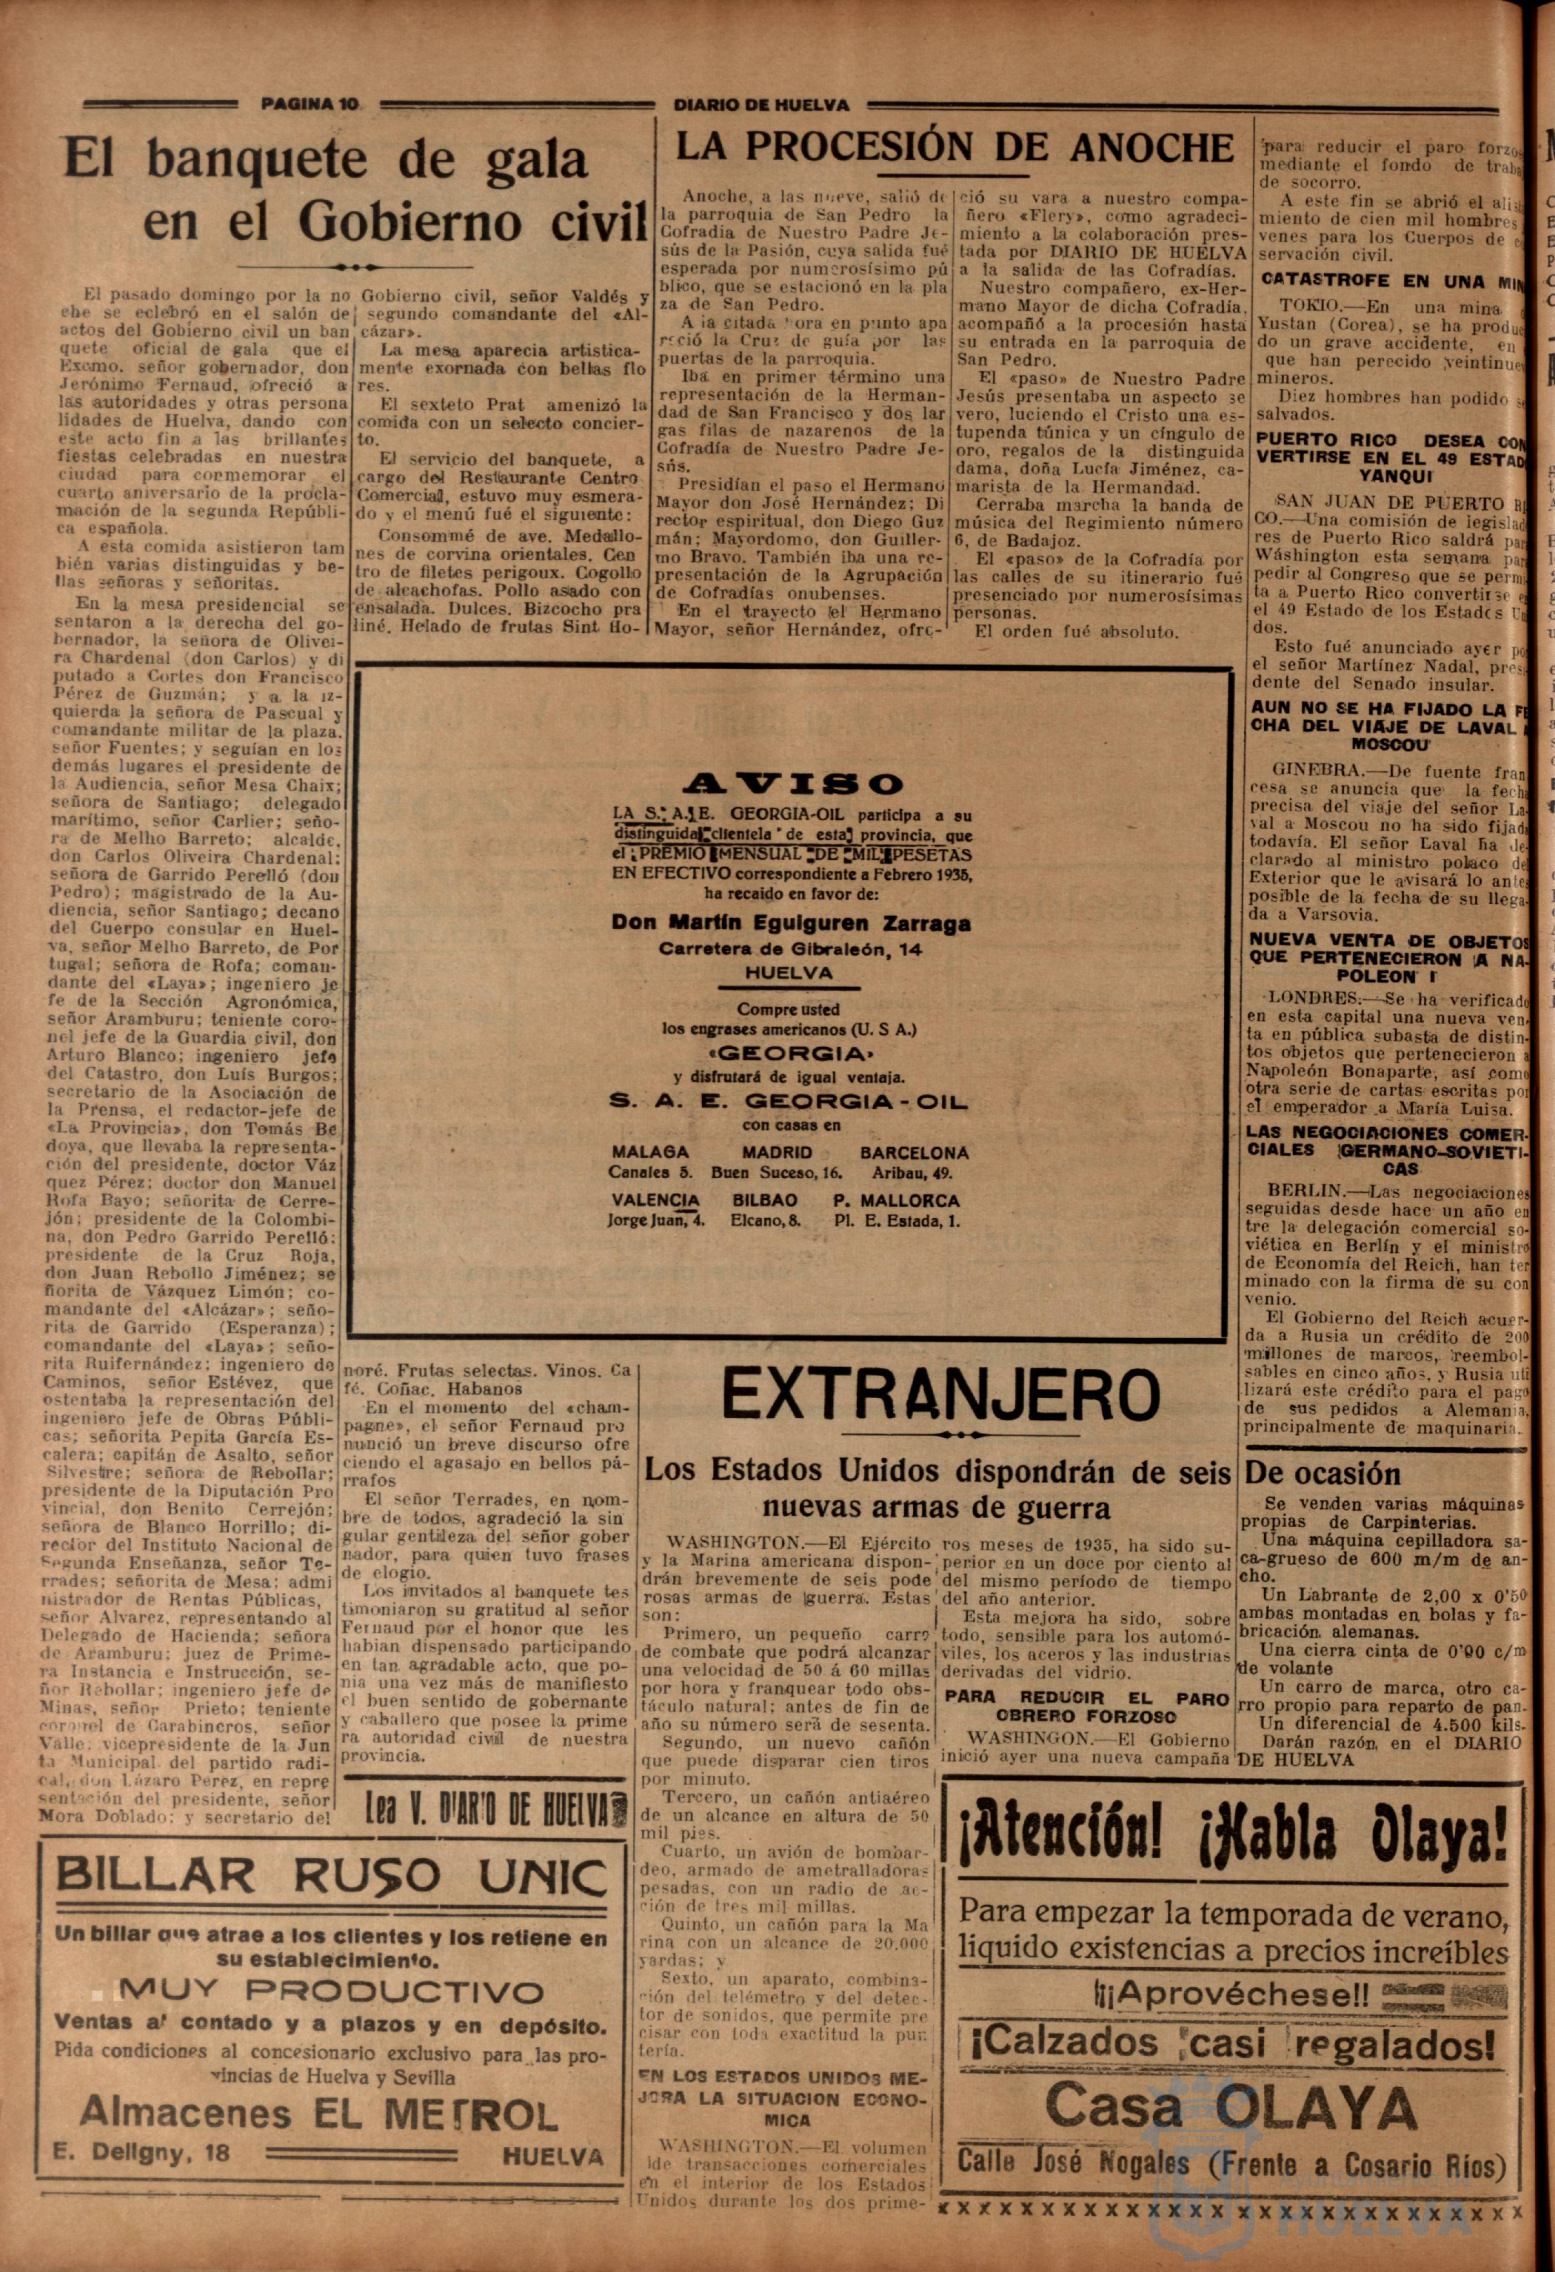 PAGINA 10
DIARIO DE HUELVA
El banquete de gala
en el Gobierno civil
El pasado domingo por la no
che se celebró en el salón de
actos del Gobierno civil un ban
quete oficial de gala que el
Excmo. señor gobernador, don
Jerónimo Fernaud, ofreció a
las autoridades y otras persona
lidades de Huelva, dando con
este acto fin a las brillantes
fiestas celebradas en nuestra
ciudad para conmemorar el
cuarto aniversario de la procla-
mación de la segunda Repúbli-
ca española.
A esta comida asistieron tam
bién varias distinguidas y be-
llas señoras y señoritas.
En la mesa presidencial se
sentaron a la derecha del go-
bernador, la señora de Olivei-
ra Chardenal (don Carlos) y di
putado a Cortes don Francisco
Pérez de Guzmán; y a la iz-
quierda la señora de Pascual y
comandante militar de la plaza.
señor Fuentes; y seguían en los
demás lugares el presidente de
la Audiencia, señor Mesa Chaix;
señora de Santiago; delegado
marítimo, señor Carlier; seño-
ra de Melho Barreto; alcalde,
don Carlos Oliveira Chardenal;
señora de Garrido Perelló (don
Pedro); magistrado de la Au-
diencia, señor Santiago; decano
del Cuerpo consular en Huel-
va, señor Melho Barreto, de Por
tugal; señora de Rofa; coman-
dante del «Laya»; ingeniero je
fe de la Sección Agronómica,
señor Aramburu; teniente coro-
nel jefe de la Guardia civil, don
Arturo Blanco; ingeniero jefe
del Catastro, don Luís Burgos;
secretario de la Asociación de
la Prensa, el redactor-jefe de
«La Provincia», don Tomás Be
doya, que llevaba la representa-
ción del presidente, doctor Váz
quez Pérez; doctor don Manuel
Rofa Bayo; señorita de Cerre-
jón; presidente de la Colombi-
na, don Pedro Garrido Perelló;
presidente de la Cruz Roja,
don Juan Rebollo Jiménez; se
ñorita de Vázquez Limón; co-
mandante del «Alcázar»; seño-
rita de Garrido (Esperanza);
comandante del «Laya»; seño-
rita Ruifernández; ingeniero de
Caminos, señor Estévez, que
ostentaba la representación del
ingeniero jefe de Obras Públi-
cas; señorita Pepita García Es-
calera; capitán de Asalto, señor
Silvestre; señora de Rebollar;
presidente de la Diputación Pro
vincial, don Benito Cerrejón;
señora de Blanco Horrillo; di-
rector del Instituto Nacional de
Segunda Enseñanza, señor Te-
rrades; señorita de Mesa; admi
nistrador de Rentas Públicas,
señor Alvarez, representando al
Delegado de Hacienda; señora
de Aramburu; juez de Prime-
ra Instancia e Instrucción, se-
ñor Rebollar; ingeniero jefe de
Minas, señor Prieto; teniente
coronel de Carabineros, señor
Valle. vicepresidente de la Jun
ta Municipal del partido radi-
cal, don Lázaro Perez, en repre
sentación del presidente, señor
Mora Doblado; y secretario del
Gobierno civil, señor Valdés y
segundo comandante del «Al-
cázar».
La mesa aparecia artistica-
mente exornada con bellas flo
res.
El sexteto Prat amenizó la
comida con un selecto concier-
to.
El servicio del banquete, a
cargo del Restaurante Centro
Comercial, estuvo muy esmera-
do y el menú fué el siguiente:
Consommé de ave. Medallo-
nes de corvina orientales. Cen
tro de filetes perigoux. Cogollo
de alcachofas. Pollo asado con
ensalada. Dulces. Bizcocho pra
liné. Helado de frutas Sint Ho-
noré. Frutas selectas. Vinos. Ca
fé. Coñac. Habanos
En el momento del «cham-
pagne», el señor Fernaud pro
nunció un breve discurso ofre
ciendo el agasajo en bellos pá-
rrafos
El señor Terrades, en nom-
bre de todos, agradeció la sin
gular gentileza del señor gober
nador, para quien tuvo frases
de elogio.
Los invitados al banquete tes
timoniaron su gratitud al señor
Fernaud por el honor que les
habian dispensado participando
en tan agradable acto, que po-
nia una vez más de manifiesto
el buen sentido de gobernante
y caballero que posee la prime
ra autoridad civil de nuestra
provincia.
Lea V. DIARIO DE HUELVA
BILLAR RUSO UNIC
Un billar que atrae a los clientes y los retiene en
su establecimiento.
MUY PRODUCTIVO
Ventas al contado y a plazos y en depósito.
Pida condiciones al concesionario exclusivo para las pro-
vincias de Huelva y Sevilla
Almacenes EL METROL
E. Deligny, 18 HUELVA
LA PROCESIÓN DE ANOCHE
Anoche, a las nueve, salió de
la parroquia de San Pedro la
Cofradia de Nuestro Padre Je-
sús de la Pasión, cuya salida fué
esperada por numerosísimo pú
blico, que se estacionó en la pla
za de San Pedro.
A la citada hora en punto apa
reció la Cruz de guía por las
puertas de la parroquia.
Iba en primer término una
representación de la Herman-
dad de San Francisco y dos lar
gas filas de nazarenos de la
Cofradía de Nuestro Padre Je-
sús.
Presidían el paso el Hermano
Mayor don José Hernández; Di
rector espiritual, don Diego Guz
mán; Mayordomo, don Guiller-
mo Bravo. También iba una re-
presentación de la Agrupación
de Cofradías onubenses.
En el trayecto el Hermano
Mayor, señor Hernández, ofre-
ció su vara a nuestro compa-
ñero «Flery», como agradeci-
miento a la colaboración pres-
tada por DIARIO DE HUELVA
a la salida de las Cofradías.
Nuestro compañero, ex-Her-
mano Mayor de dicha Cofradia,
acompañó a la procesión hasta
su entrada en la parroquia de
San Pedro.
El «paso» de Nuestro Padre
Jesús presentaba un aspecto se
vero, luciendo el Cristo una es-
tupenda túnica y un cíngulo de
oro, regalos de la distinguida
dama, doña Lucía Jiménez, ca-
marista de la Hermandad.
Cerraba marcha la banda de
música del Regimiento número
6, de Badajoz.
El «paso» de la Cofradía por
las calles de su itinerario fué
presenciado por numerosísimas
personas.
El orden fué absoluto.
AVISO
LA S. A. E. GEORGIA-OIL participa a su
distinguida clientela de esta provincia, que
el PREMIO MENSUAL DE MIL PESETAS
EN EFECTIVO correspondiente a Febrero 1935,
ha recaido en favor de:
Don Martín Eguiguren Zarraga
Carretera de Gibraleón, 14
HUELVA
Compre usted
los engrases americanos (U. S A.)
«GEORGIA»
y disfrutará de igual ventaja.
S. A. E. GEORGIA-OIL
con casas en
MALAGA MADRID BARCELONA
Canales 5. Buen Suceso, 16. Aribau, 49.
VALENCIA BILBAO P. MALLORCA
Jorge Juan, 4. Elcano, 8. Pl. E. Estada, 1.
EXTRANJERO
Los Estados Unidos dispondrán de seis
nuevas armas de guerra
WASHINGTON.—El Ejército
y la Marina americana dispon-
drán brevemente de seis pode
rosas armas de guerra. Estas
son:
Primero, un pequeño carro
de combate que podrá alcanzar
una velocidad de 50 á 60 millas
por hora y franquear todo obs-
táculo natural; antes de fin de
año su número será de sesenta.
Segundo, un nuevo cañón
que puede disparar cien tiros
por minuto.
Tercero, un cañón antiaéreo
de un alcance en altura de 50
mil pies.
Cuarto, un avión de bombar-
deo, armado de ametralladoras
pesadas, con un radio de ac-
ción de tres mil millas.
Quinto, un cañón para la Ma
rina con un alcance de 20.000
yardas; y
Sexto, un aparato, combina-
ción del telémetro y del detec-
tor de sonidos, que permite pre
cisar con toda exactitud la pun
tería.
EN LOS ESTADOS UNIDOS ME-
JORA LA SITUACION ECONO-
MICA
WASHINGTON.—El volumen
de transacciones comerciales
en el interior de los Estados
Unidos durante los dos prime-
ros meses de 1935, ha sido su-
perior en un doce por ciento al
del mismo período de tiempo
del año anterior.
Esta mejora ha sido, sobre
todo, sensible para los automó-
viles, los aceros y las industrias
derivadas del vidrio.
PARA REDUCIR EL PARO
OBRERO FORZOSO
WASHINGON.—El Gobierno
inició ayer una nueva campaña
para reducir el paro forzo
mediante el fondo de traba
de socorro.
A este fin se abrió el alis
miento de cien mil hombres
venes para los Cuerpos de
servación civil.
CATASTROFE EN UNA MIN
TOKIO.—En una mina
Yustan (Corea), se ha produ
do un grave accidente, en
que han perecido veintinue
mineros.
Diez hombres han podido
salvados.
PUERTO RICO DESEA CON
VERTIRSE EN EL 49 ESTAD
YANQUI
SAN JUAN DE PUERTO RI
CO.—Una comisión de legislad
res de Puerto Rico saldrá par
Wáshington esta semana par
pedir al Congreso que se permi
ta a Puerto Rico convertirse
el 49 Estado de los Estados Un
dos.
Esto fué anunciado ayer po
el señor Martínez Nadal, presi
dente del Senado insular.
AUN NO SE HA FIJADO LA FE
CHA DEL VIAJE DE LAVAL
MOSCOU
GINEBRA.—De fuente fran
cesa se anuncia que la fecha
precisa del viaje del señor La
val a Moscou no ha sido fijada
todavía. El señor Laval ha de
clarado al ministro polaco de
Exterior que le avisará lo antes
posible de la fecha de su llega-
da a Varsovia.
NUEVA VENTA DE OBJETOS
QUE PERTENECIERON A NA-
POLEON I
LONDRES.—Se ha verificado
en esta capital una nueva ven-
ta en pública subasta de distin-
tos objetos que pertenecieron a
Napoleón Bonaparte, así como
otra serie de cartas escritas por
el emperador a María Luisa.
LAS NEGOCIACIONES COMER-
CIALES GERMANO-SOVIETI-
CAS
BERLIN.—Las negociaciones
seguidas desde hace un año en
tre la delegación comercial so-
viética en Berlín y el ministro
de Economía del Reich, han ter
minado con la firma de su con
venio.
El Gobierno del Reich acuer-
da a Rusia un crédito de 200
millones de marcos, reembol-
sables en cinco años, y Rusia uti
lizará este crédito para el pago
de sus pedidos a Alemania,
principalmente de maquinaria.
De ocasión
Se venden varias máquinas
propias de Carpinterias.
Una máquina cepilladora sa-
ca-grueso de 600 m/m de an-
cho.
Un Labrante de 2,00 x 0'50
ambas montadas en bolas y fa-
bricación alemanas.
Una cierra cinta de 0'90 c/m
de volante
Un carro de marca, otro ca-
rro propio para reparto de pan.
Un diferencial de 4.500 kils.
Darán razón, en el DIARIO
DE HUELVA
¡Atención! ¡Habla Olaya!
Para empezar la temporada de verano,
liquido existencias a precios increíbles
¡¡¡Aprovéchese!!
¡Calzados casi regalados!
Casa OLAYA
Calle José Nogales (Frente a Cosario Ríos)
x x x x x x x x x x x x x x x x x x x x x x x x x x x x
HUELVA